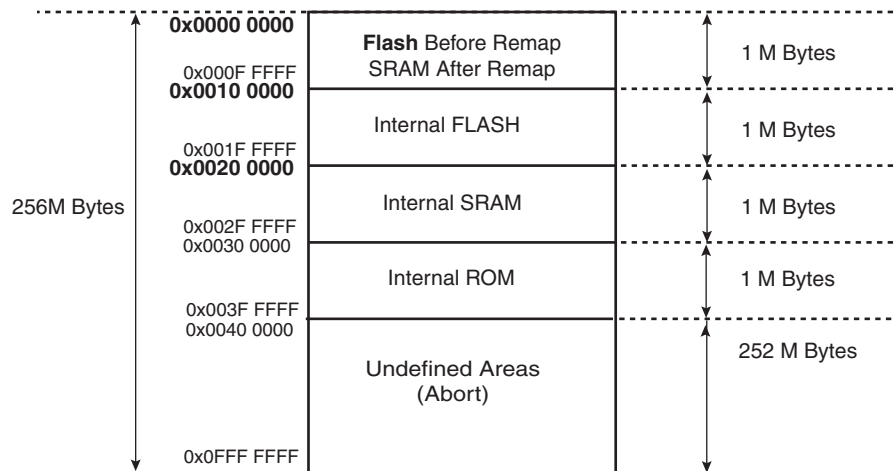 0x0000 0000
Flash Before Remap
SRAM After Remap
1 M Bytes
0x000F FFFF
0x0010 0000
Internal FLASH
1 M Bytes
0x001F FFFF
0x0020 0000
256M Bytes
Internal SRAM
1 M Bytes
0x002F FFFF
0x0030 0000
Internal ROM
1 M Bytes
0x003F FFFF
0x0040 0000
252 M Bytes
Undefined Areas
(Abort)
0x0FFF FFFF